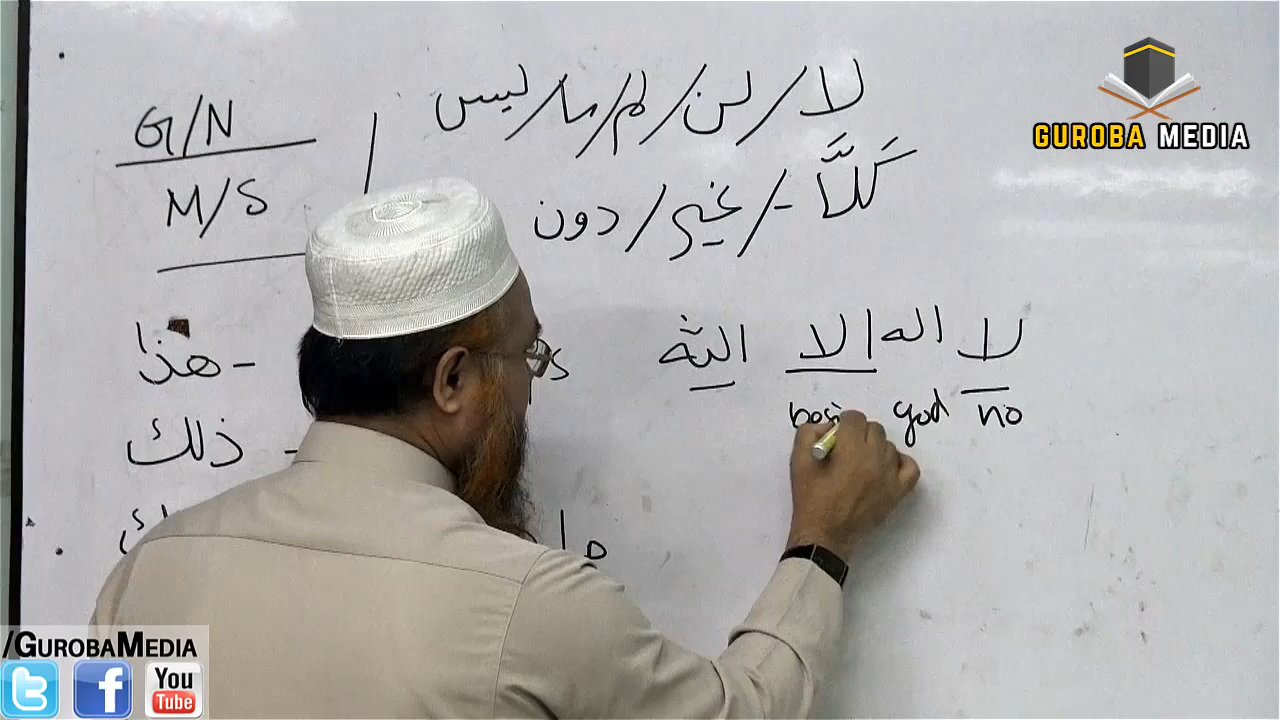 GUROBA MEDIA
لا / لن / لم / ما / ليس
كَلَّا - / غير / دون
G/N
M/S
لا اله الا الله
no god besi
هذا -
ذلك -
ما
/GUROBAMEDIA
You
Tube